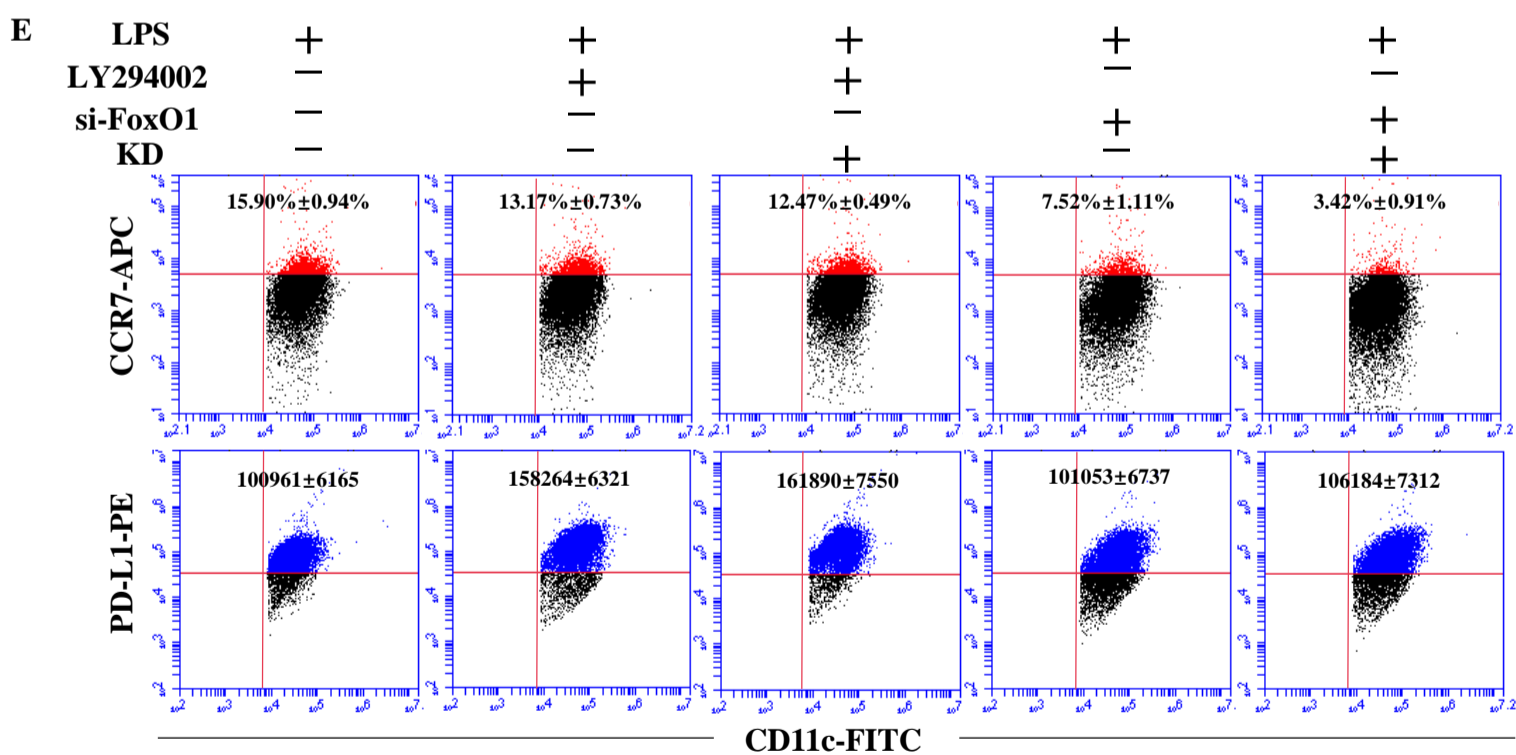 E
LPS + + + + +
LY294002 − + + − −
si-FoxO1 − − − + +
KD − − + − +
CCR7-APC
15.90%±0.94% 13.17%±0.73% 12.47%±0.49% 7.52%±1.11% 3.42%±0.91%
PD-L1-PE
100961±6165 158264±6321 161890±7550 101053±6737 106184±7312
CD11c-FITC